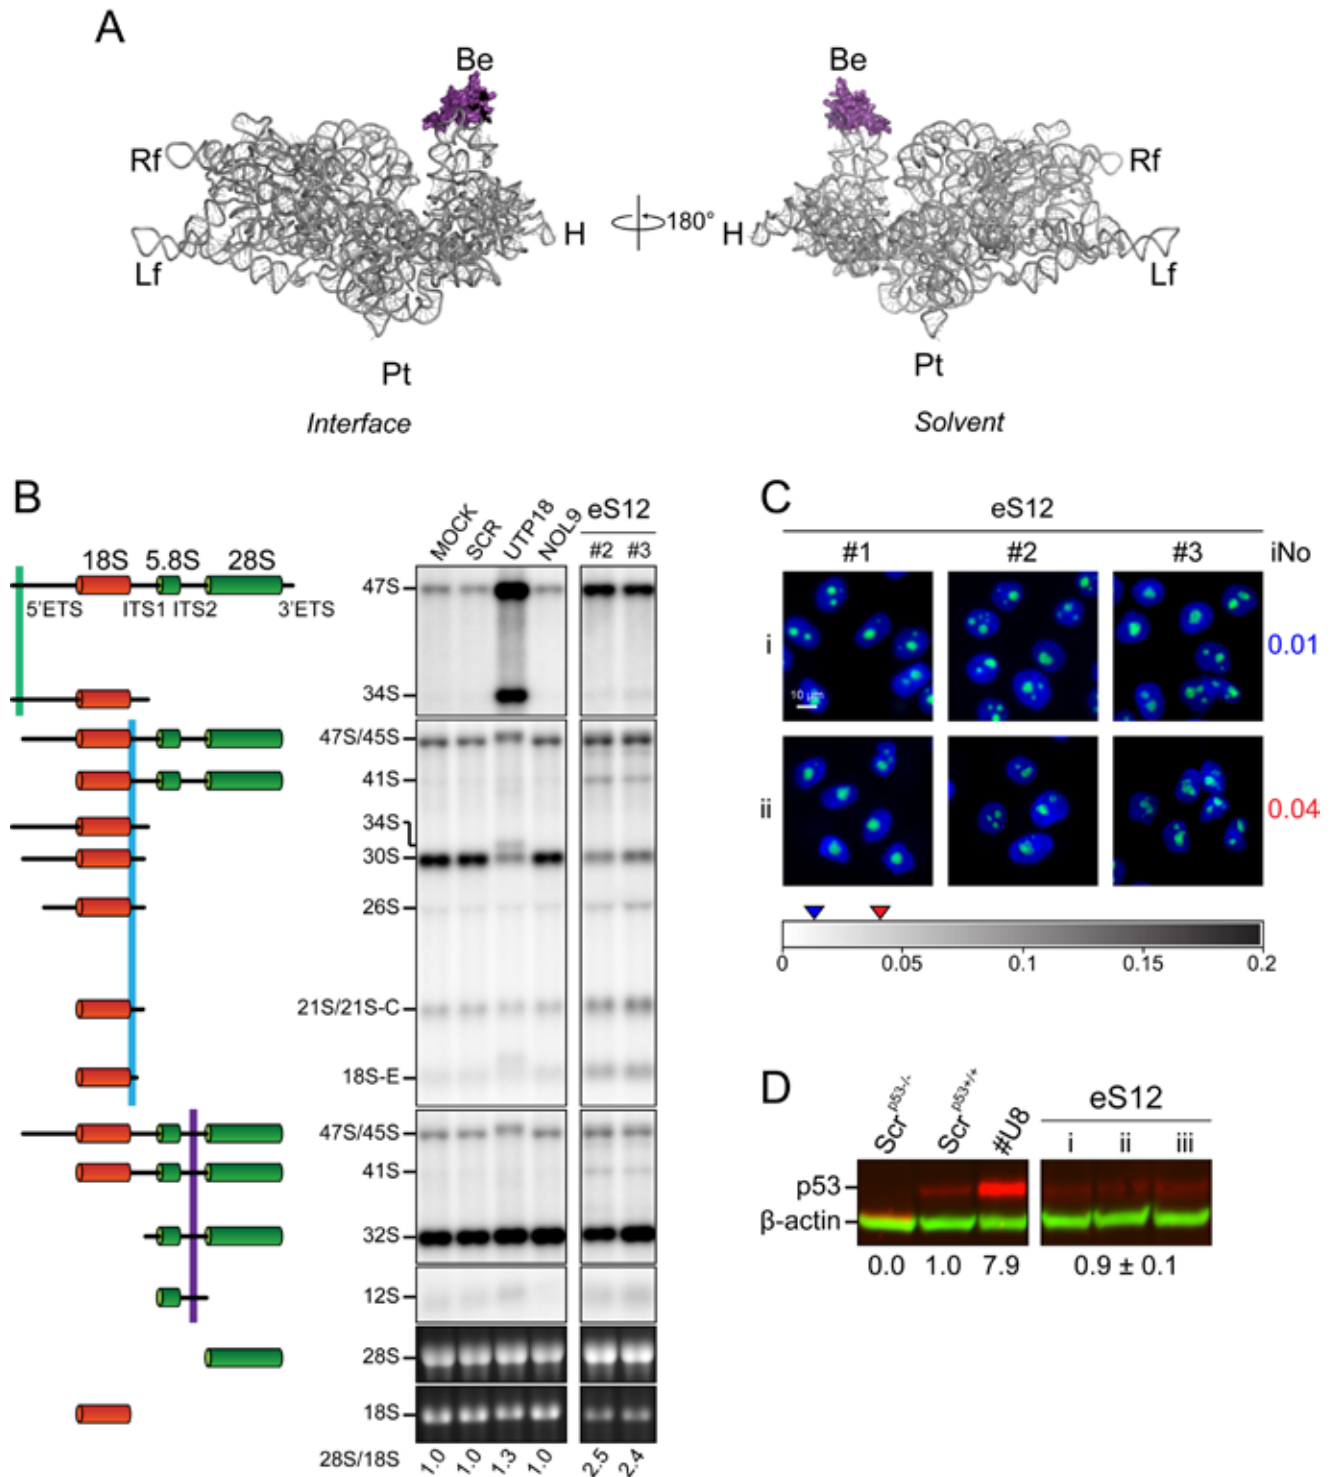 A
Be
Be
Rf
Rf
H
180°
H
Lf
Lf
Pt
Pt
Interface
Solvent
B
MOCK
SCR
UTP18
NOL9
eS12
#2
#3
18S
5.8S
28S
5'ETS
ITS1
ITS2
3'ETS
47S
34S
47S/45S
41S
34S
30S
26S
21S/21S-C
18S-E
47S/45S
41S
32S
12S
28S
18S
28S/18S
1.0
1.0
1.3
1.0
2.5
2.4
C
eS12
#1
#2
#3
iNo
i
0.01
10 µm
ii
0.04
0
0.05
0.1
0.15
0.2
D
Scr p53-/-
Scr p53+/+
#U8
eS12
i
ii
iii
p53
β-actin
0.0
1.0
7.9
0.9 ± 0.1